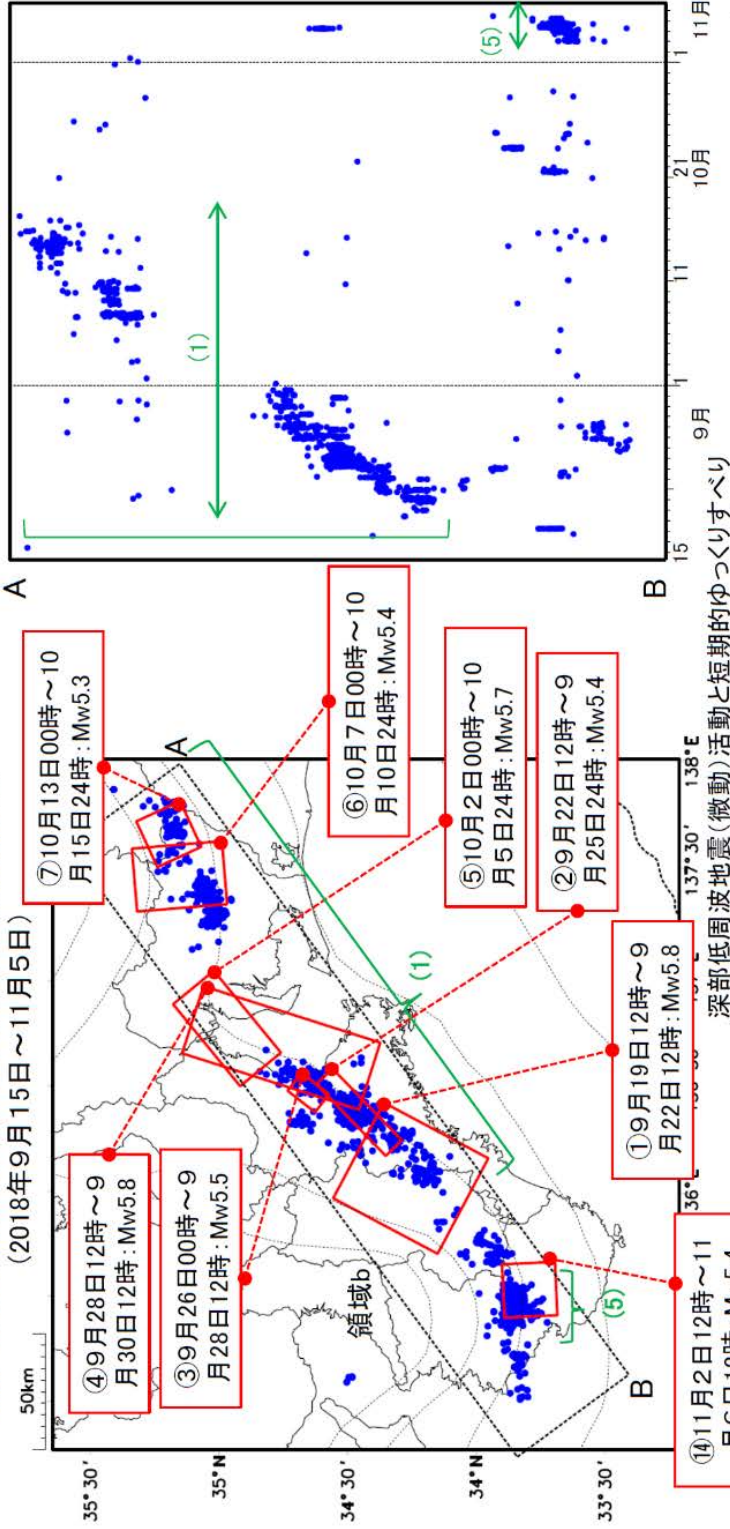 (2018年9月15日～11月5日)
50km
35°30′
35°N
34°30′
34°N
33°30′
138°E
137°30′
④9月28日12時～9
月30日12時:Mw5.8
③9月26日00時～9
月28日12時:Mw5.5
領域b
⑦10月13日00時～10
月15日24時:Mw5.3
⑥10月7日00時～10
月10日24時:Mw5.4
⑤10月2日00時～10
月5日24時:Mw5.7
②9月22日12時～9
月25日24時:Mw5.4
①9月19日12時～9
月22日12時:Mw5.8
⑭11月2日12時～11
A
B
(1)
(5)
A
B
(1)
(5)
15
9月
1
11
21
10月
1
11月
深部低周波地震(微動)活動と短期的ゆっくりすべり